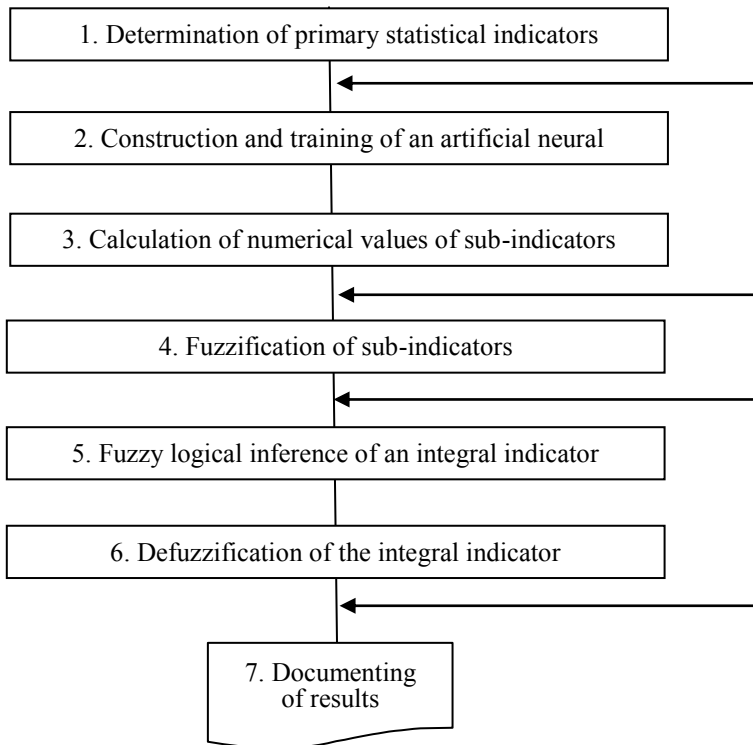 1. Determination of primary statistical indicators
2. Construction and training of an artificial neural
3. Calculation of numerical values of sub-indicators
4. Fuzzification of sub-indicators
5. Fuzzy logical inference of an integral indicator
6. Defuzzification of the integral indicator
7. Documenting
of results